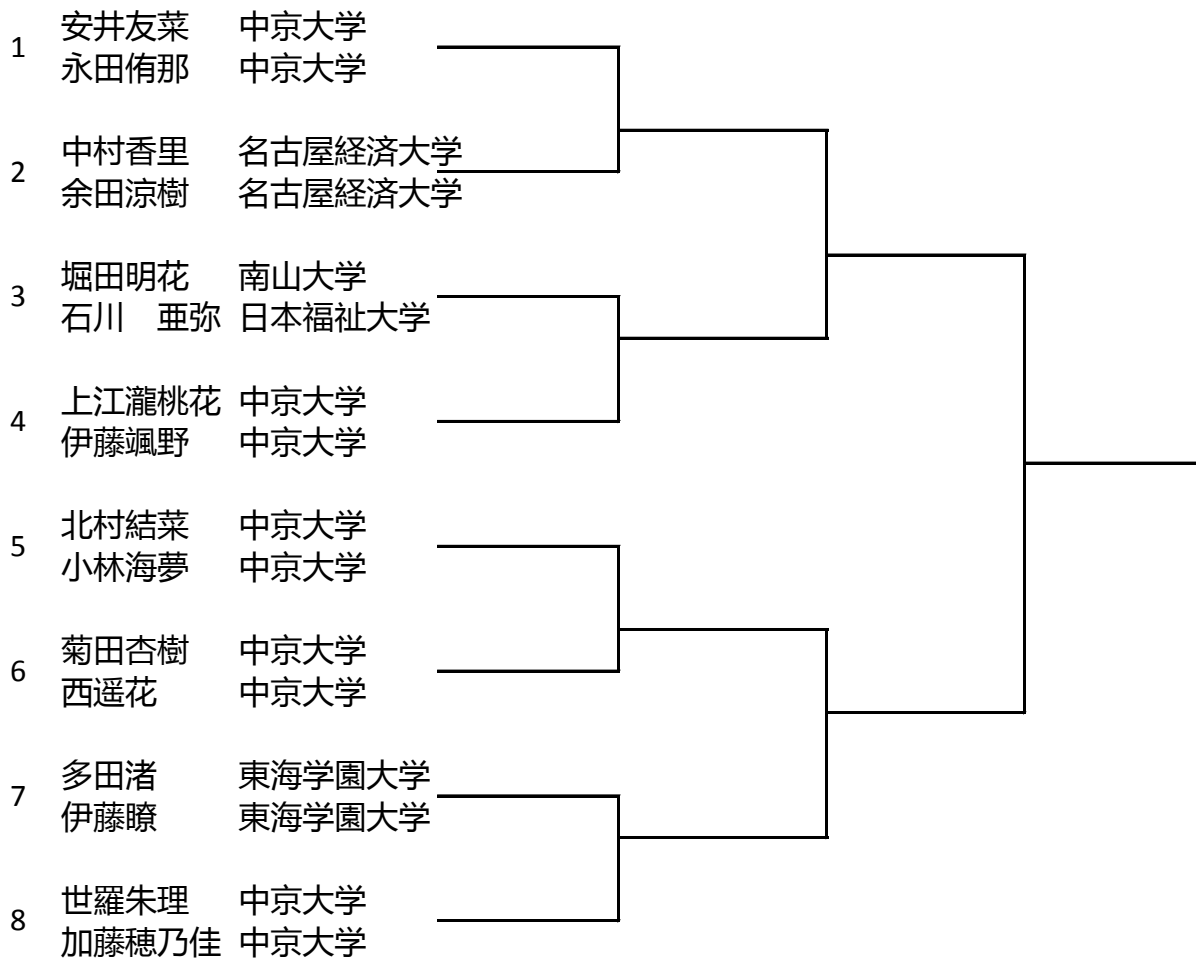 1
安井友菜 中京大学
永田侑那 中京大学
2
中村香里 名古屋経済大学
余田涼樹 名古屋経済大学
3
堀田明花 南山大学
石川　亜弥 日本福祉大学
4
上江瀧桃花 中京大学
伊藤颯野 中京大学
5
北村結菜 中京大学
小林海夢 中京大学
6
菊田杏樹 中京大学
西遥花 中京大学
7
多田渚 東海学園大学
伊藤瞭 東海学園大学
8
世羅朱理 中京大学
加藤穂乃佳 中京大学